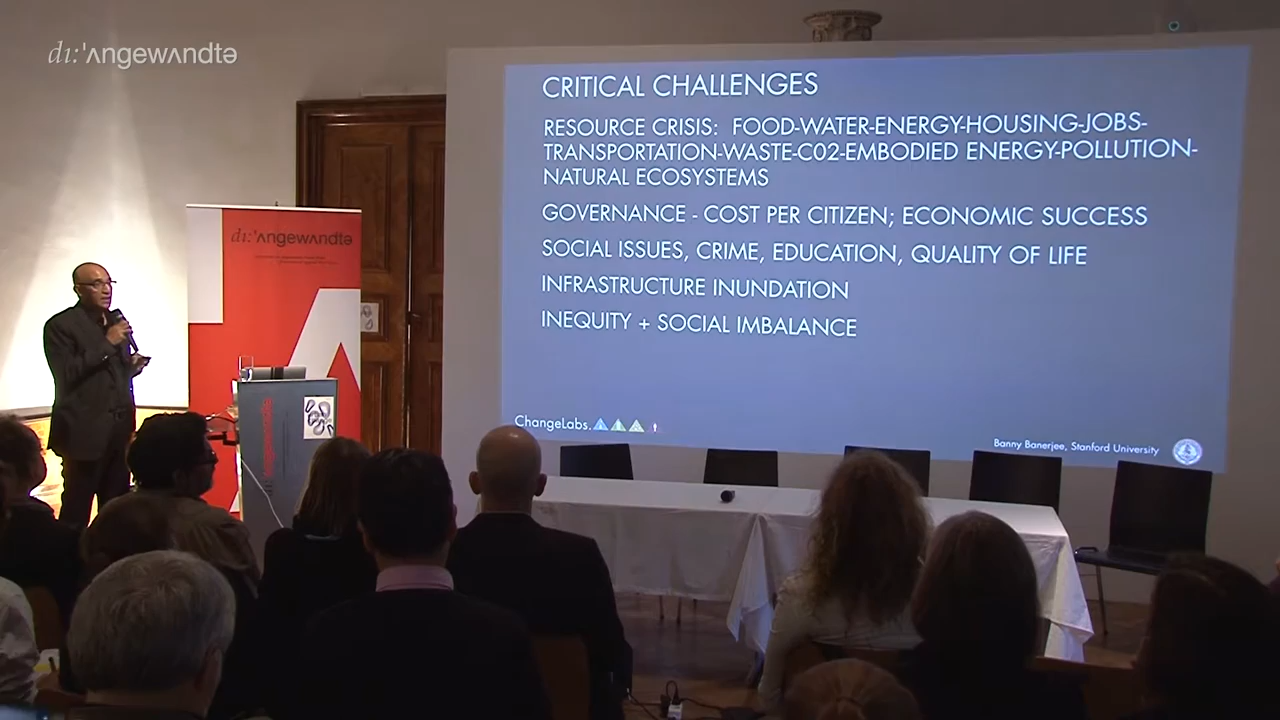 dı:'ʌngewʌndtə
CRITICAL CHALLENGES
RESOURCE CRISIS: FOOD-WATER-ENERGY-HOUSING-JOBS-
TRANSPORTATION-WASTE-C02-EMBODIED ENERGY-POLLUTION-
NATURAL ECOSYSTEMS
GOVERNANCE - COST PER CITIZEN; ECONOMIC SUCCESS
SOCIAL ISSUES, CRIME, EDUCATION, QUALITY OF LIFE
INFRASTRUCTURE INUNDATION
INEQUITY + SOCIAL IMBALANCE
ChangeLabs.
Banny Banerjee, Stanford University
dı:'ʌngewʌndtə